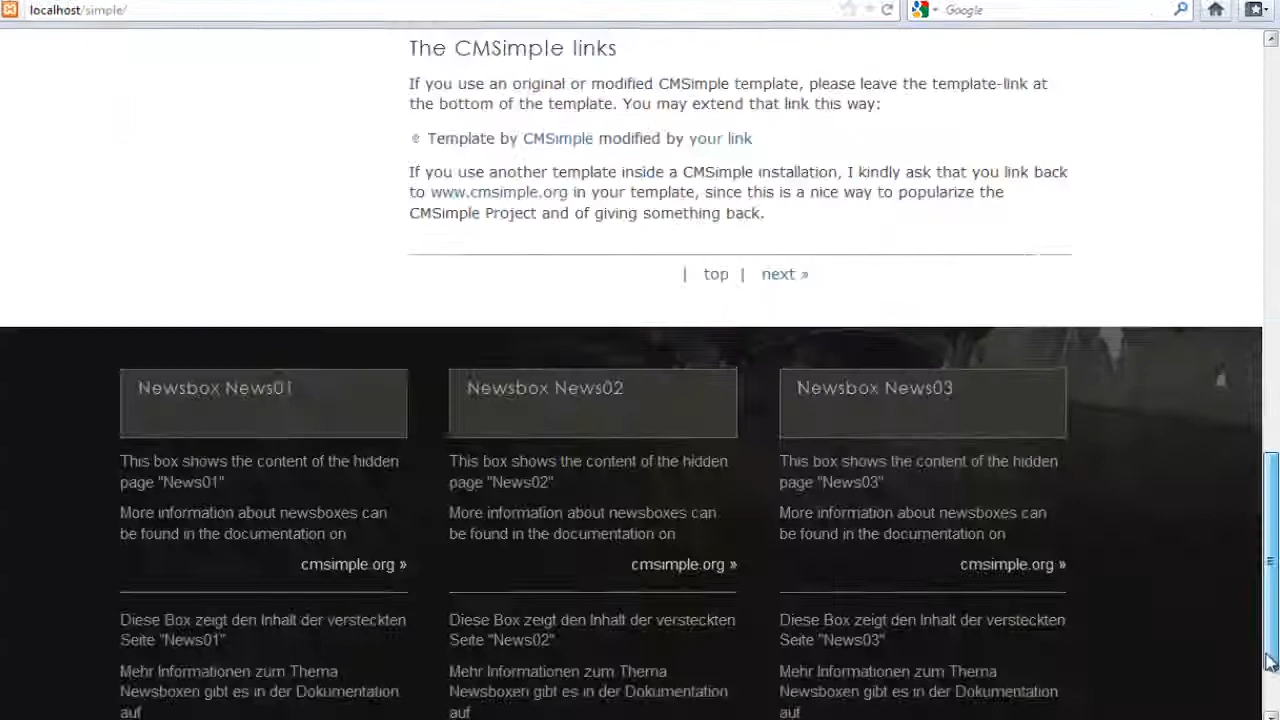 localhost/simple/
Google
The CMSimple links
If you use an original or modified CMSimple template, please leave the template-link at
the bottom of the template. You may extend that link this way:
Template by CMSimple modified by your link
If you use another template inside a CMSimple installation, I kindly ask that you link back
to www.cmsimple.org in your template, since this is a nice way to popularize the
CMSimple Project and of giving something back.
| top | next »
Newsbox News01
This box shows the content of the hidden
page "News01"
More information about newsboxes can
be found in the documentation on
cmsimple.org »
Diese Box zeigt den Inhalt der versteckten
Seite "News01"
Mehr Informationen zum Thema
Newsboxen gibt es in der Dokumentation
auf
Newsbox News02
This box shows the content of the hidden
page "News02"
More information about newsboxes can
be found in the documentation on
cmsimple.org »
Diese Box zeigt den Inhalt der versteckten
Seite "News02"
Mehr Informationen zum Thema
Newsboxen gibt es in der Dokumentation
auf
Newsbox News03
This box shows the content of the hidden
page "News03"
More information about newsboxes can
be found in the documentation on
cmsimple.org »
Diese Box zeigt den Inhalt der versteckten
Seite "News03"
Mehr Informationen zum Thema
Newsboxen gibt es in der Dokumentation
auf